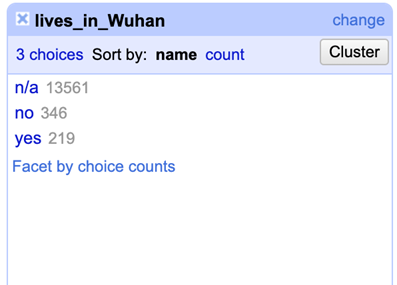 lives_in_Wuhan change
3 choices Sort by: name count Cluster
n/a 13561
no 346
yes 219
Facet by choice counts